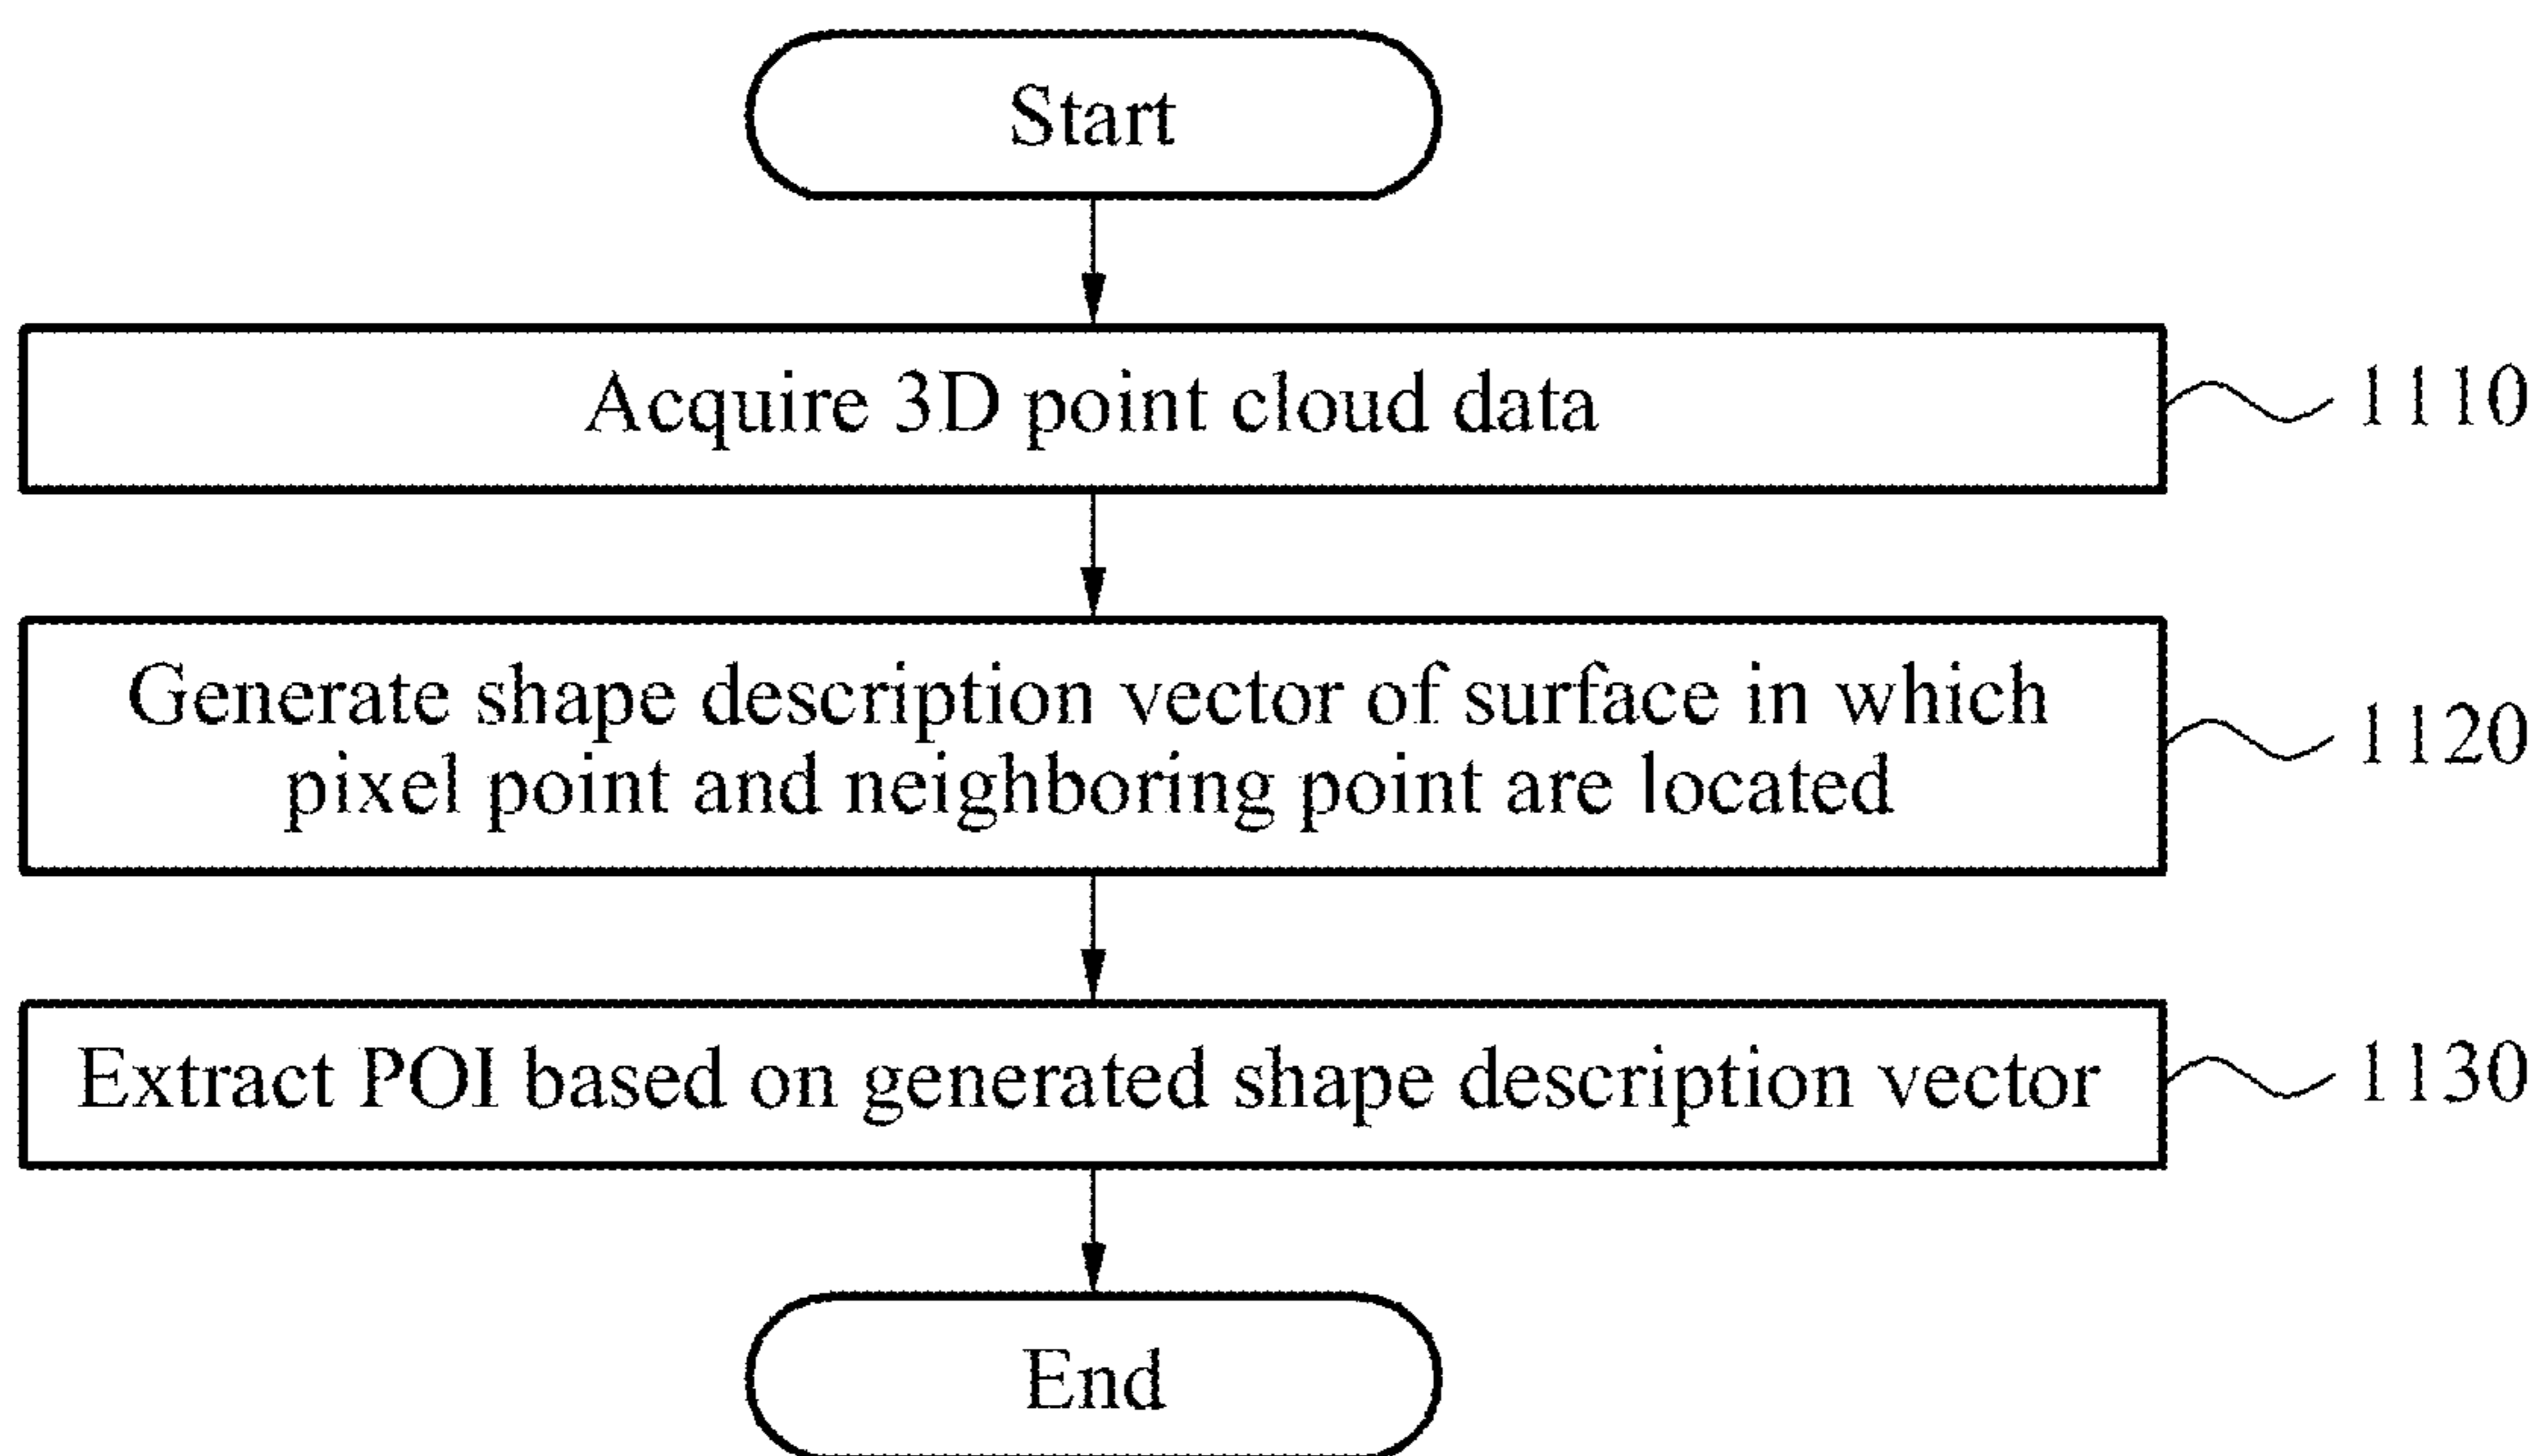 Start
Acquire 3D point cloud data
1110
Generate shape description vector of surface in which
pixel point and neighboring point are located
1120
Extract POI based on generated shape description vector
1130
End